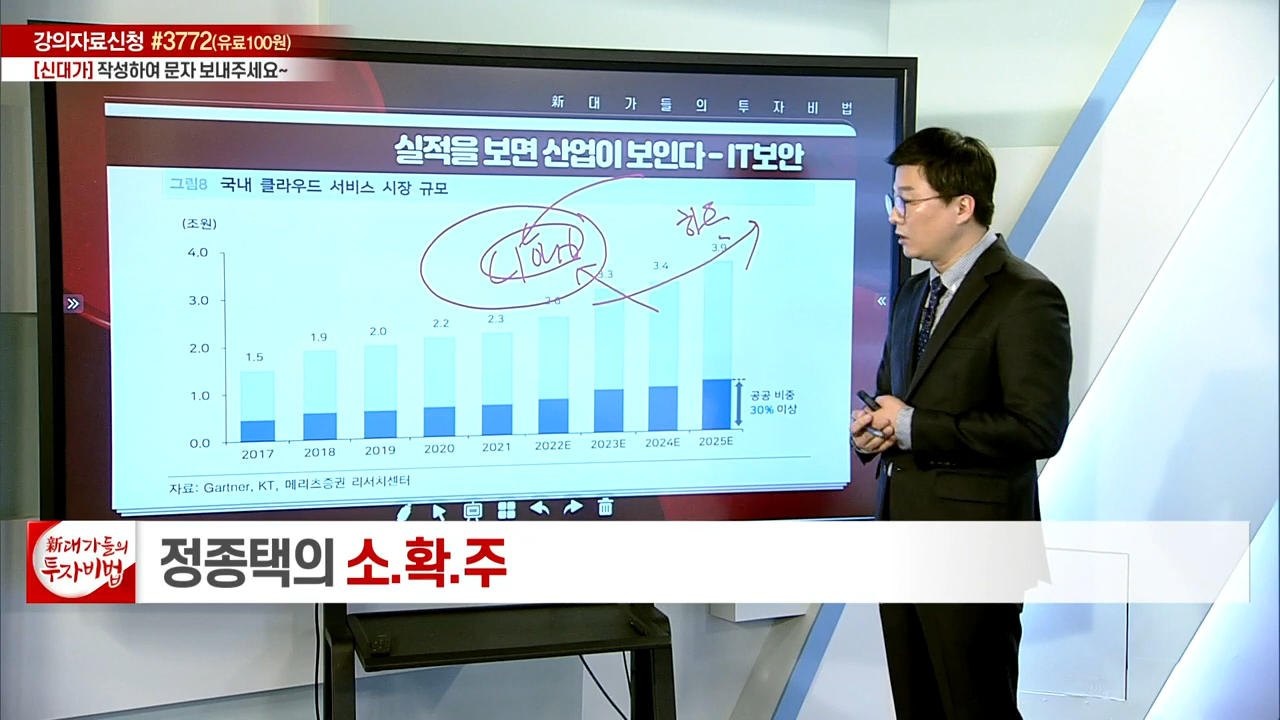 강의자료신청 #3772(유료100원)
[신대가] 작성하여 문자 보내주세요~
新 대 가 들 의 투 자 비 법
실적을 보면 산업이 보인다 - IT보안
그림8 국내 클라우드 서비스 시장 규모
(조원)
4.0
3.0
2.0
1.0
0.0
1.5
1.9
2.0
2.2
2.3
3.3
3.4
3.9
공공 비중
30% 이상
2017 2018 2019 2020 2021 2022E 2023E 2024E 2025E
자료: Gartner, KT, 메리츠증권 리서치센터
新대가들의
투자비법
정종택의 소.확.주